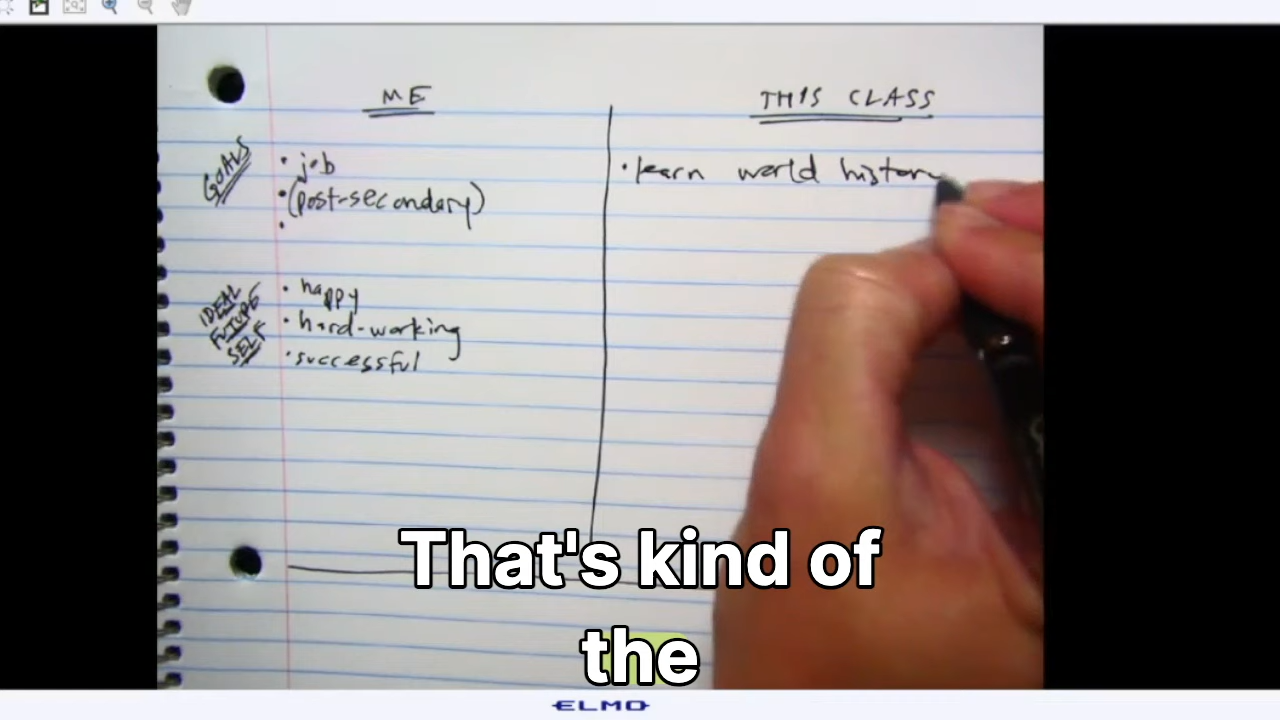 ME
THIS CLASS
GOALS
• job
• (post-secondary)
•
IDEAL
FUTURE
SELF
• happy
• hard-working
• successful
• learn world history
That's kind of
the
ELMO